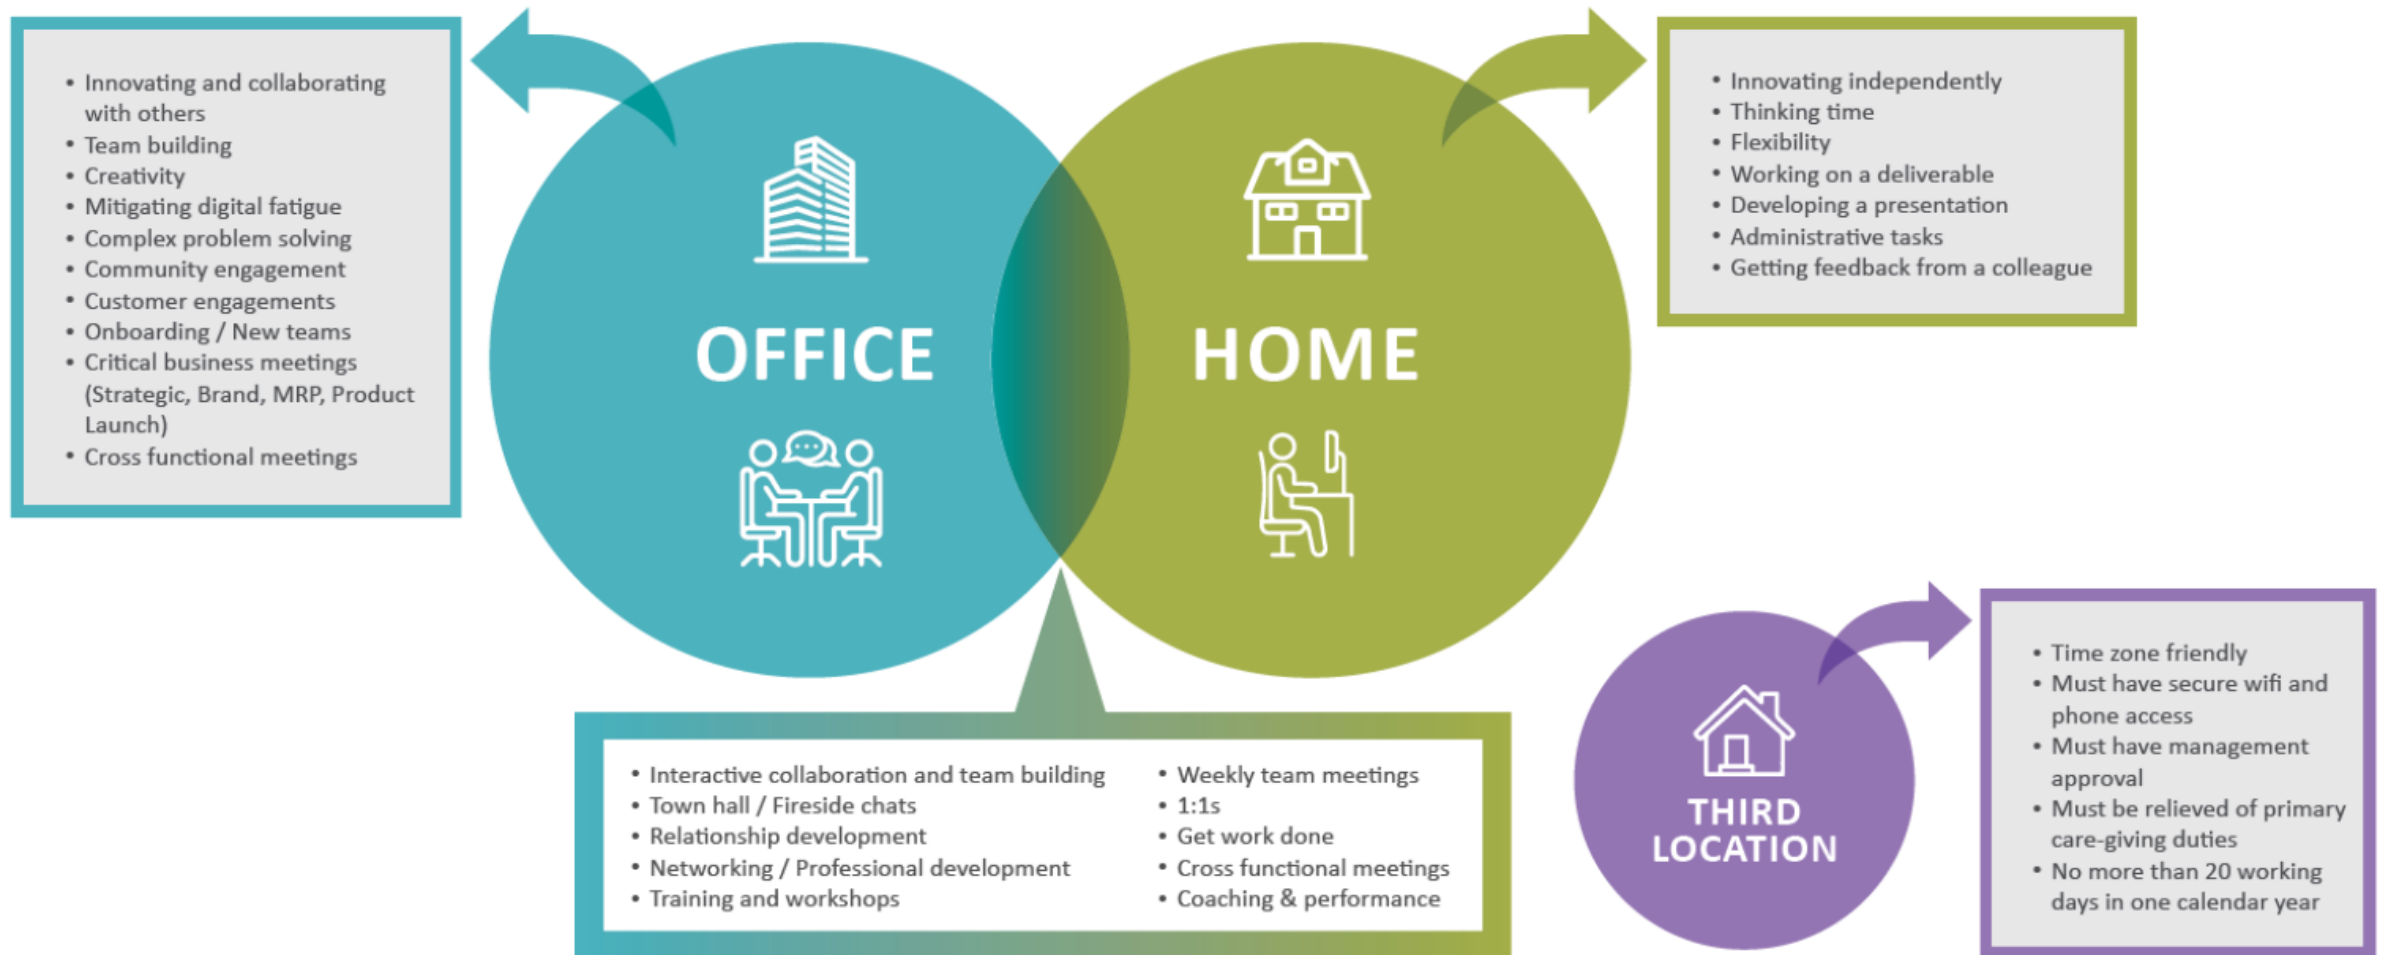 • Innovating and collaborating
with others
• Team building
• Creativity
• Mitigating digital fatigue
• Complex problem solving
• Community engagement
• Customer engagements
• Onboarding / New teams
• Critical business meetings
(Strategic, Brand, MRP, Product
Launch)
• Cross functional meetings
OFFICE
HOME
• Innovating independently
• Thinking time
• Flexibility
• Working on a deliverable
• Developing a presentation
• Administrative tasks
• Getting feedback from a colleague
• Interactive collaboration and team building
• Town hall / Fireside chats
• Relationship development
• Networking / Professional development
• Training and workshops
• Weekly team meetings
• 1:1s
• Get work done
• Cross functional meetings
• Coaching & performance
THIRD
LOCATION
• Time zone friendly
• Must have secure wifi and
phone access
• Must have management
approval
• Must be relieved of primary
care-giving duties
• No more than 20 working
days in one calendar year